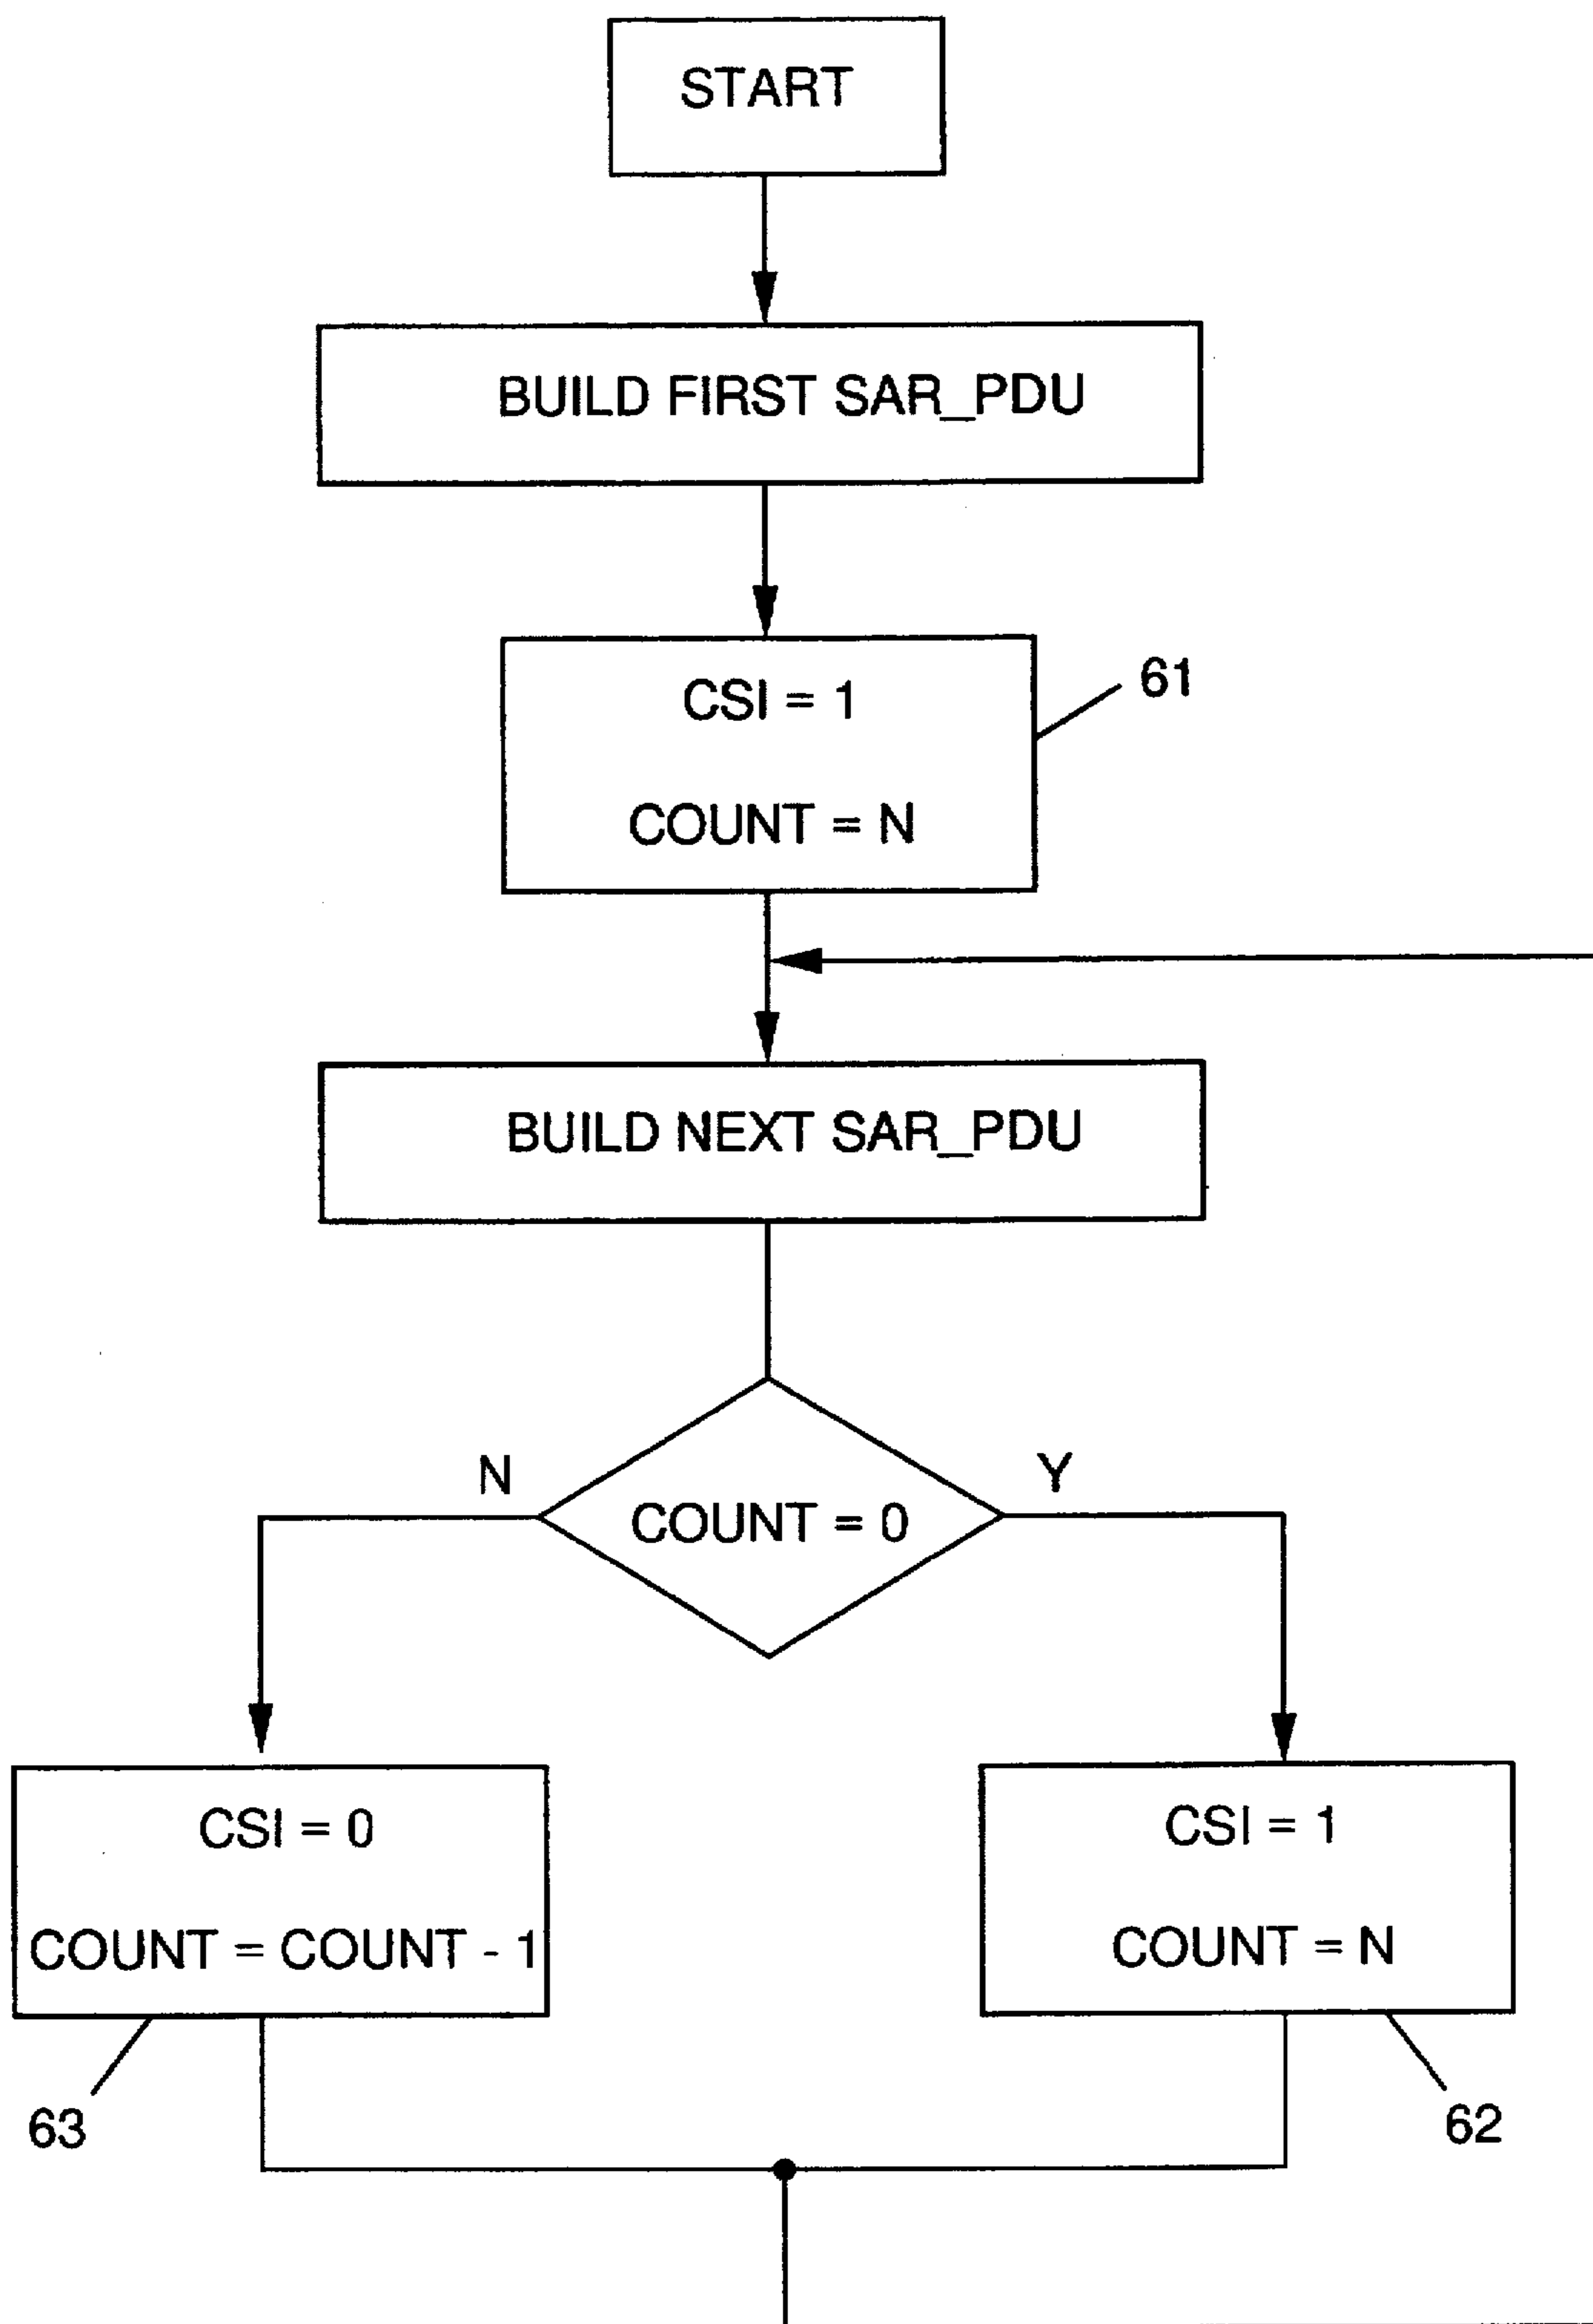 START
BUILD FIRST SAR_PDU
CSI = 1
COUNT = N
61
BUILD NEXT SAR_PDU
N
Y
COUNT = 0
CSI = 0
COUNT = COUNT - 1
CSI = 1
COUNT = N
63
62